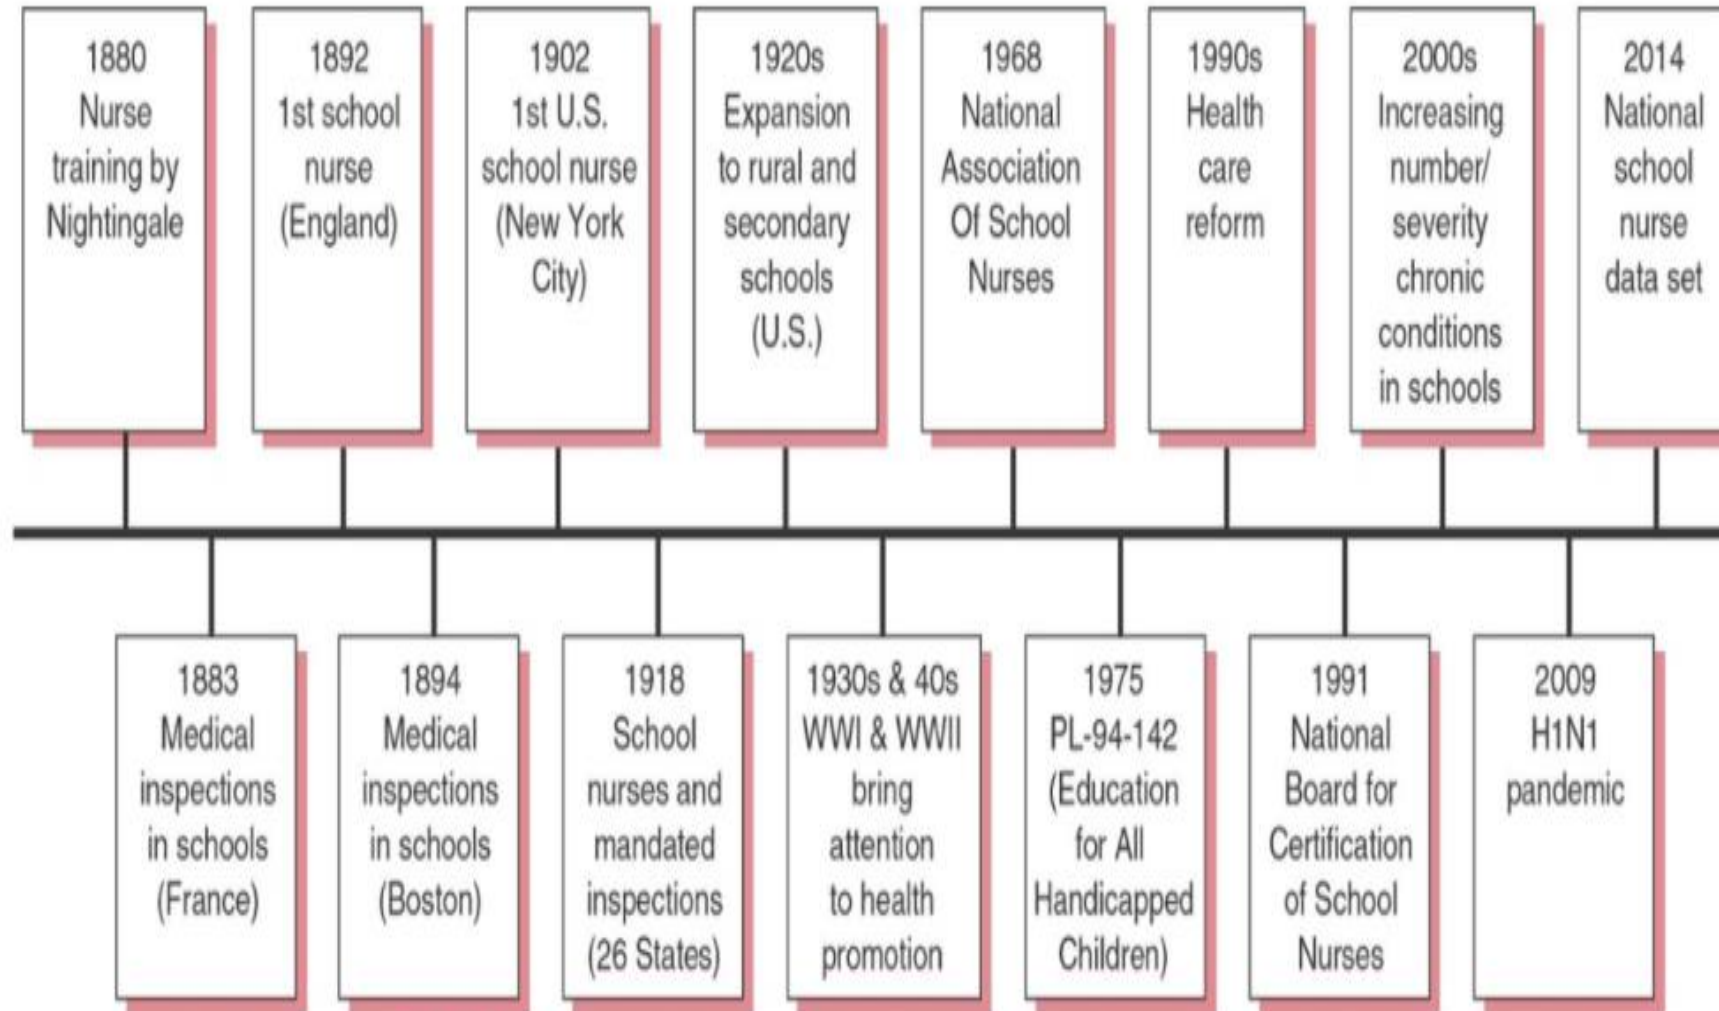 1880
Nurse
training by
Nightingale
1892
1st school
nurse
(England)
1902
1st U.S.
school nurse
(New York
City)
1920s
Expansion
to rural and
secondary
schools
(U.S.)
1968
National
Association
Of School
Nurses
1990s
Health
care
reform
2000s
Increasing
number/
severity
chronic
conditions
in schools
2014
National
school
nurse
data set
1883
Medical
inspections
in schools
(France)
1894
Medical
inspections
in schools
(Boston)
1918
School
nurses and
mandated
inspections
(26 States)
1930s & 40s
WWI & WWII
bring
attention
to health
promotion
1975
PL-94-142
(Education
for All
Handicapped
Children)
1991
National
Board for
Certification
of School
Nurses
2009
H1N1
pandemic